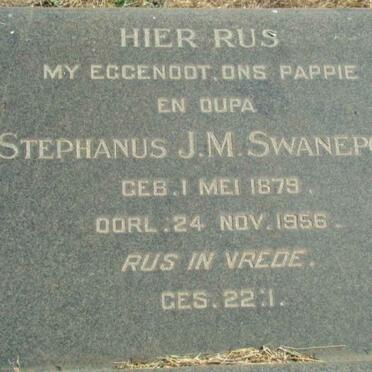 HIER RUS
MY EGGENOOT, ONS PAPPIE
EN OUPA
STEPHANUS J.M. SWANEPO
GEB. 1 MEI 1879.
OORL. 24 NOV. 1956.
RUS IN VREDE.
GES. 22:1.